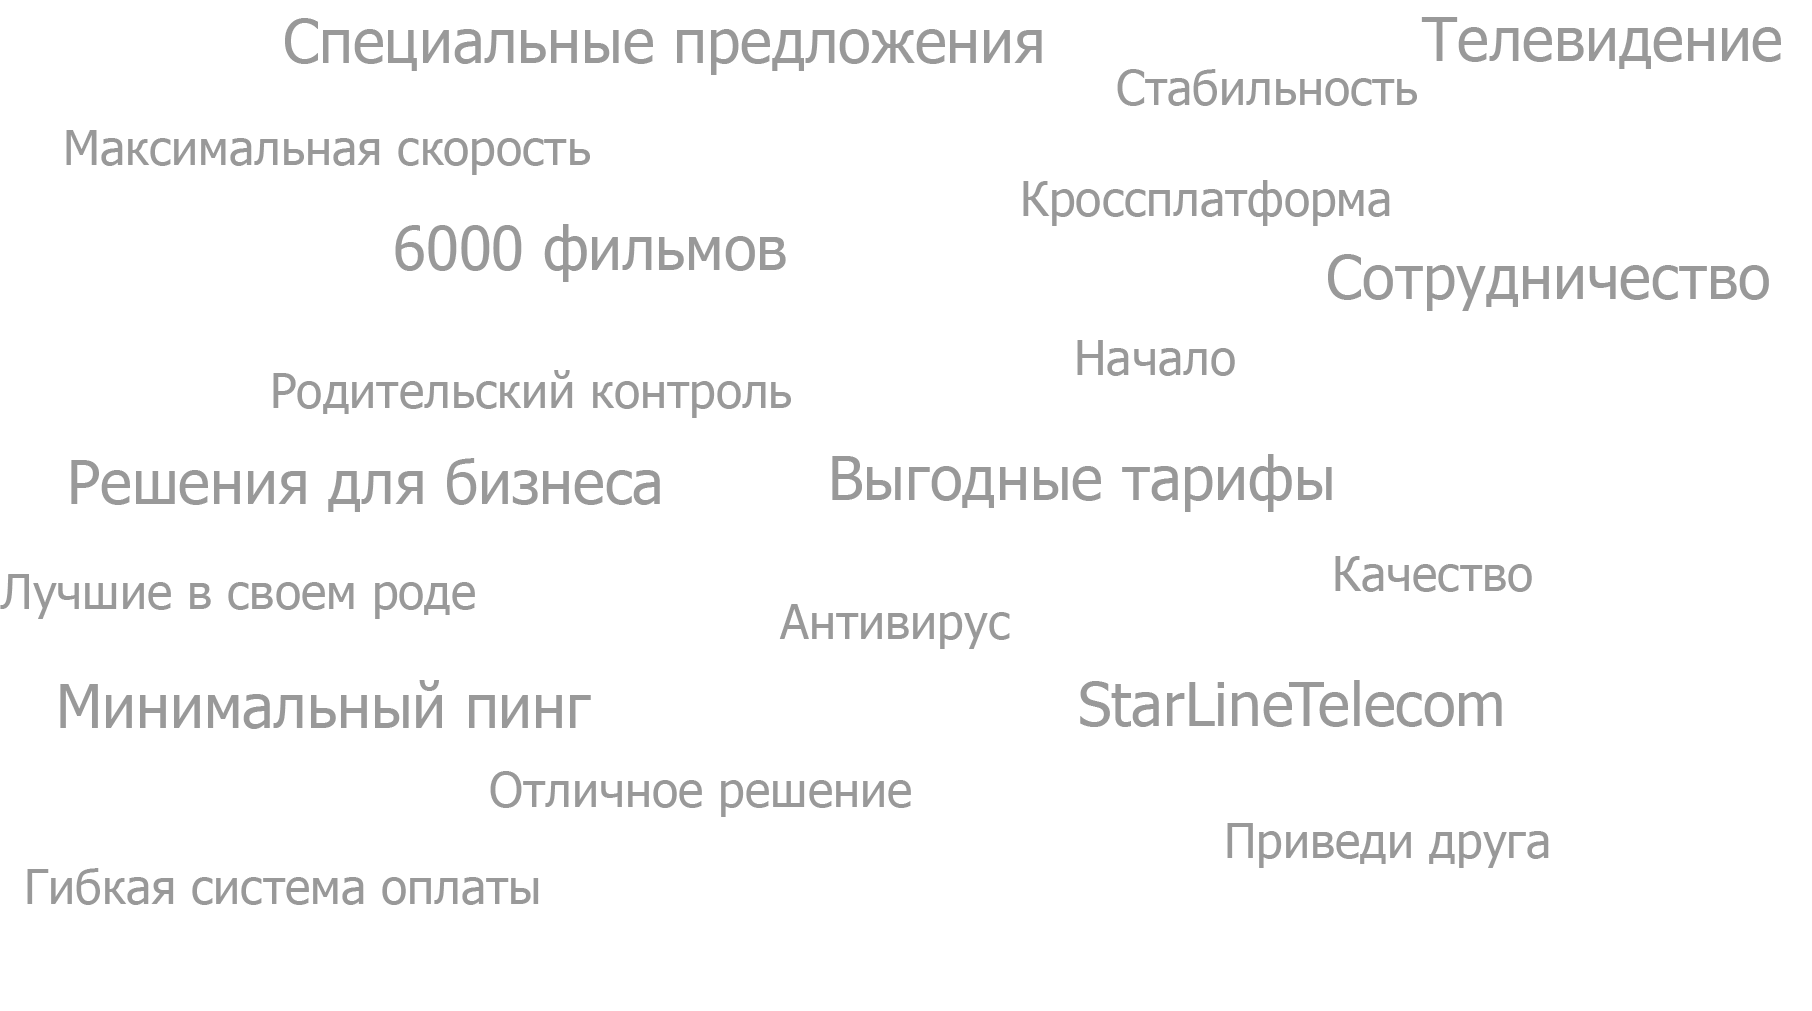 Специальные предложения
Телевидение
Стабильность
Максимальная скорость
Кроссплатформа
6000 фильмов
Сотрудничество
Начало
Родительский контроль
Решения для бизнеса
Выгодные тарифы
Качество
Лучшие в своем роде
Антивирус
Минимальный пинг
StarLineTelecom
Отличное решение
Приведи друга
Гибкая система оплаты